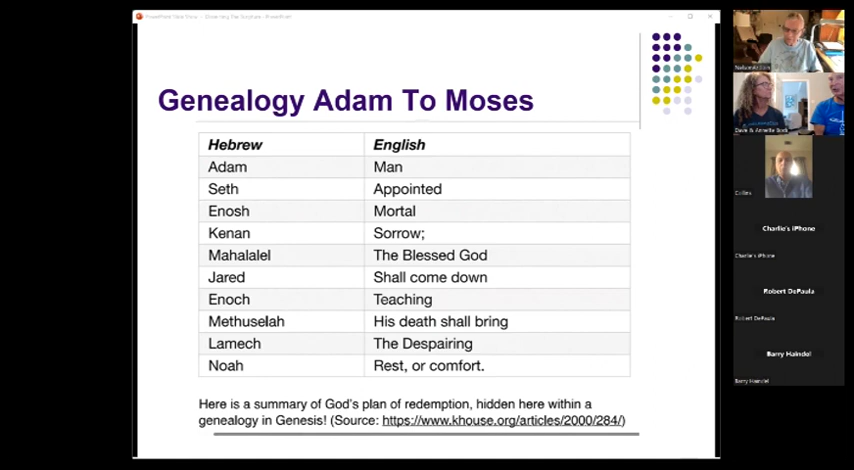 Genealogy Adam To Moses
Hebrew English
Adam Man
Seth Appointed
Enosh Mortal
Kenan Sorrow;
Mahalalel The Blessed God
Jared Shall come down
Enoch Teaching
Methuselah His death shall bring
Lamech The Despairing
Noah Rest, or comfort.
Here is a summary of God's plan of redemption, hidden here within a
genealogy in Genesis! (Source: https://www.khouse.org/articles/2000/284/)
Dave & Annette
Collins
Charlie's iPhone
Charlie's iPhone
Robert DePaula
Robert DePaula
Barry Haindel
Barry Haindel